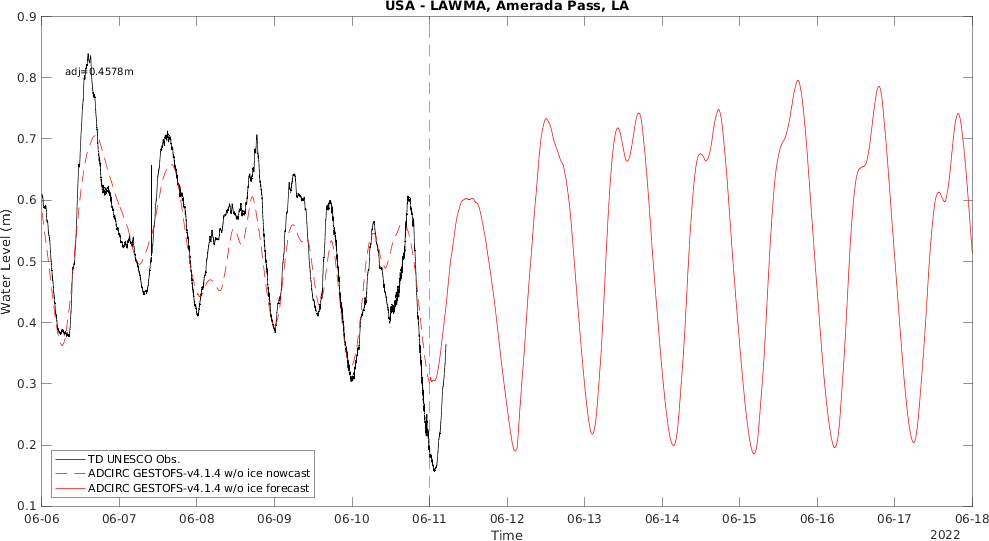 USA - LAWMA, Amerada Pass, LA
0.9
0.8
0.7
0.6
0.5
0.4
0.3
0.2
0.1
Water Level (m)
adj=0.4578m
TD UNESCO Obs.
ADCIRC GESTOFS-v4.1.4 w/o ice nowcast
ADCIRC GESTOFS-v4.1.4 w/o ice forecast
06-06 06-07 06-08 06-09 06-10 06-11 06-12 06-13 06-14 06-15 06-16 06-17 06-18
Time
2022